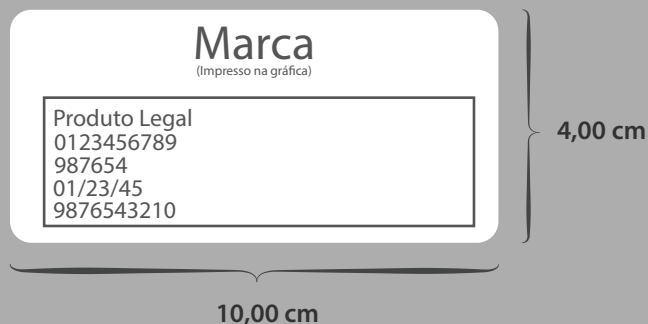 Marca
(Impresso na gráfica)
Produto Legal
0123456789
987654
01/23/45
9876543210
4,00 cm
10,00 cm